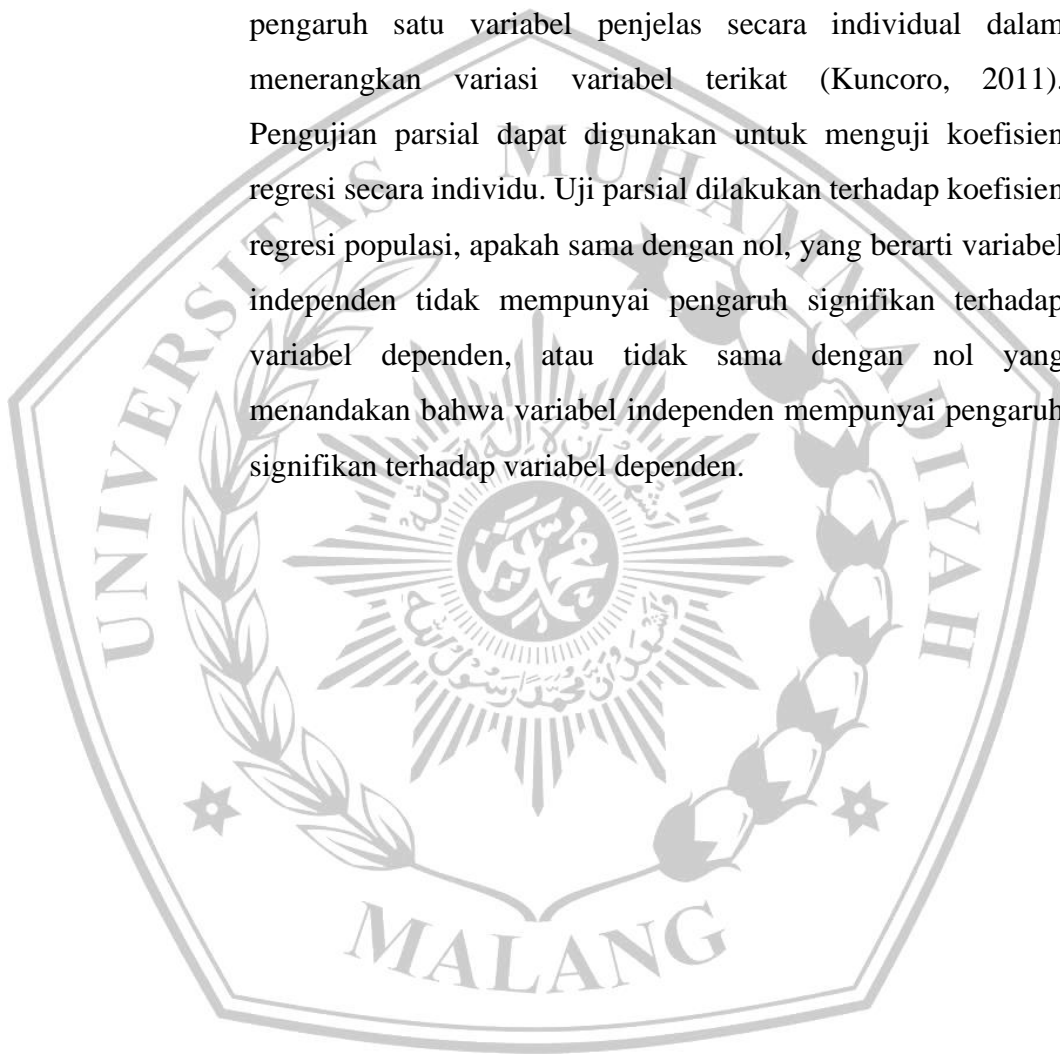 pengaruh satu variabel penjelas secara individual dalam
menerangkan variasi variabel terikat (Kuncoro, 2011).
Pengujian parsial dapat digunakan untuk menguji koefisien
regresi secara individu. Uji parsial dilakukan terhadap koefisien
regresi populasi, apakah sama dengan nol, yang berarti variabel
independen tidak mempunyai pengaruh signifikan terhadap
variabel dependen, atau tidak sama dengan nol yang
menandakan bahwa variabel independen mempunyai pengaruh
signifikan terhadap variabel dependen.
UNIVERSITAS MUHAMMADIYAH
MALANG